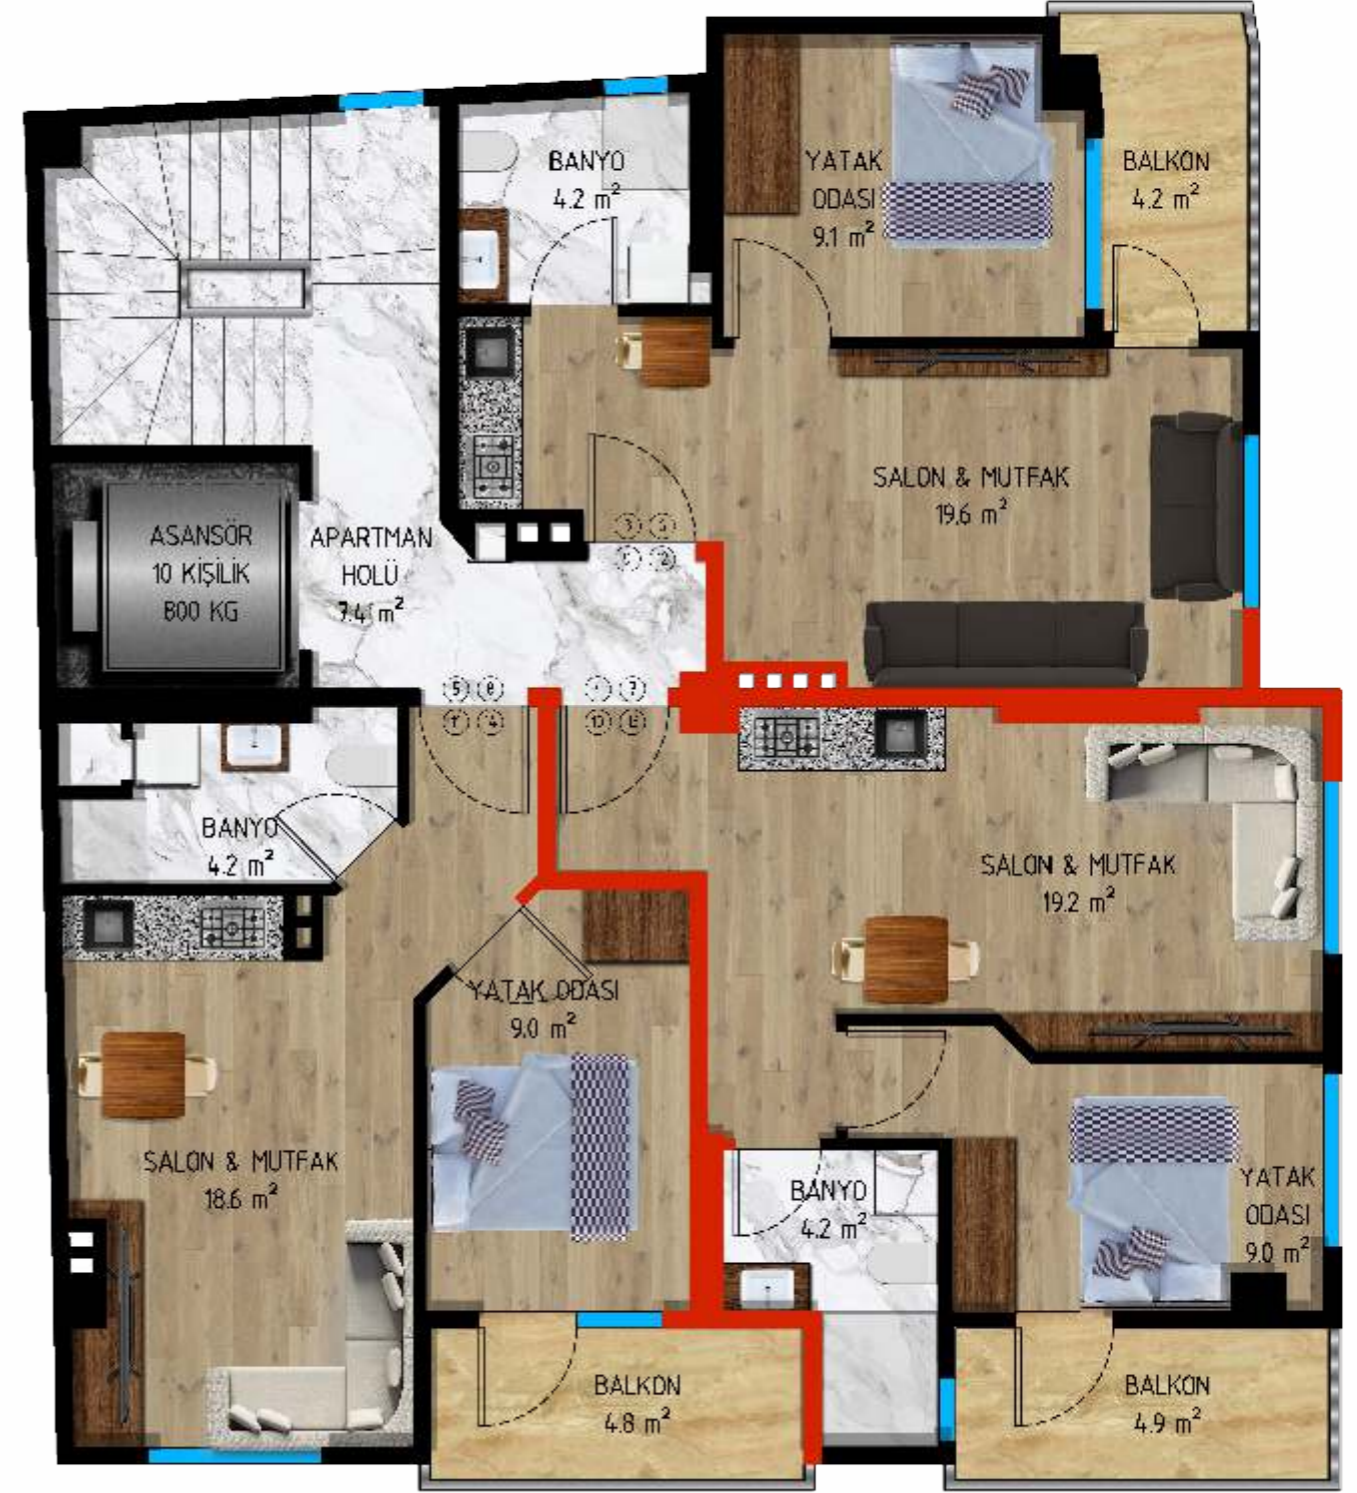 BANYO
4.2 m²
YATAK
ODASI
9.1 m²
BALKON
4.2 m²
SALON & MUTFAK
19.6 m²
ASANSÖR
10 KİŞİLİK
800 KG
APARTMAN
HOLÜ
7.4 m²
BANYO
4.2 m²
SALON & MUTFAK
19.2 m²
YATAK ODASI
9.0 m²
SALON & MUTFAK
18.6 m²
BANYO
4.2 m²
YATAK
ODASI
9.0 m²
BALKON
4.8 m²
BALKON
4.9 m²